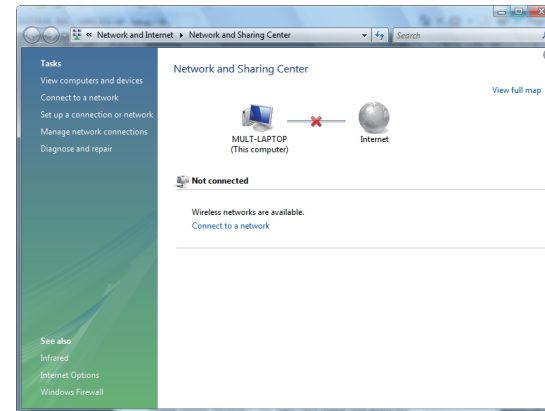 « Network and Internet ▸ Network and Sharing Center
Search
Tasks
View computers and devices
Connect to a network
Set up a connection or network
Manage network connections
Diagnose and repair
See also
Infrared
Internet Options
Windows Firewall
Network and Sharing Center
View full map
MULT-LAPTOP
(This computer)
Internet
Not connected
Wireless networks are available.
Connect to a network